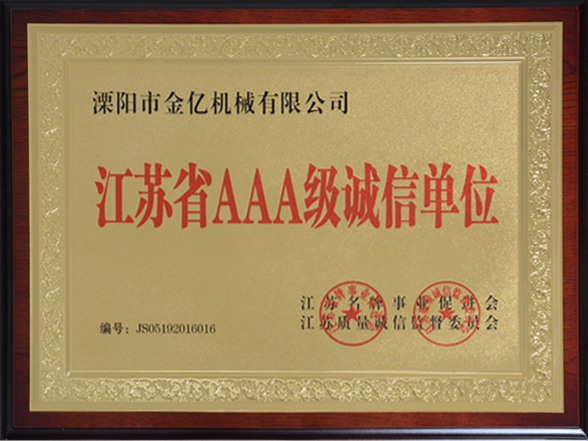 溧阳市金亿机械有限公司
江苏省AAA级诚信单位
江苏名牌事业促进会
江苏质量诚信监督委员会
编号：JS05192016016